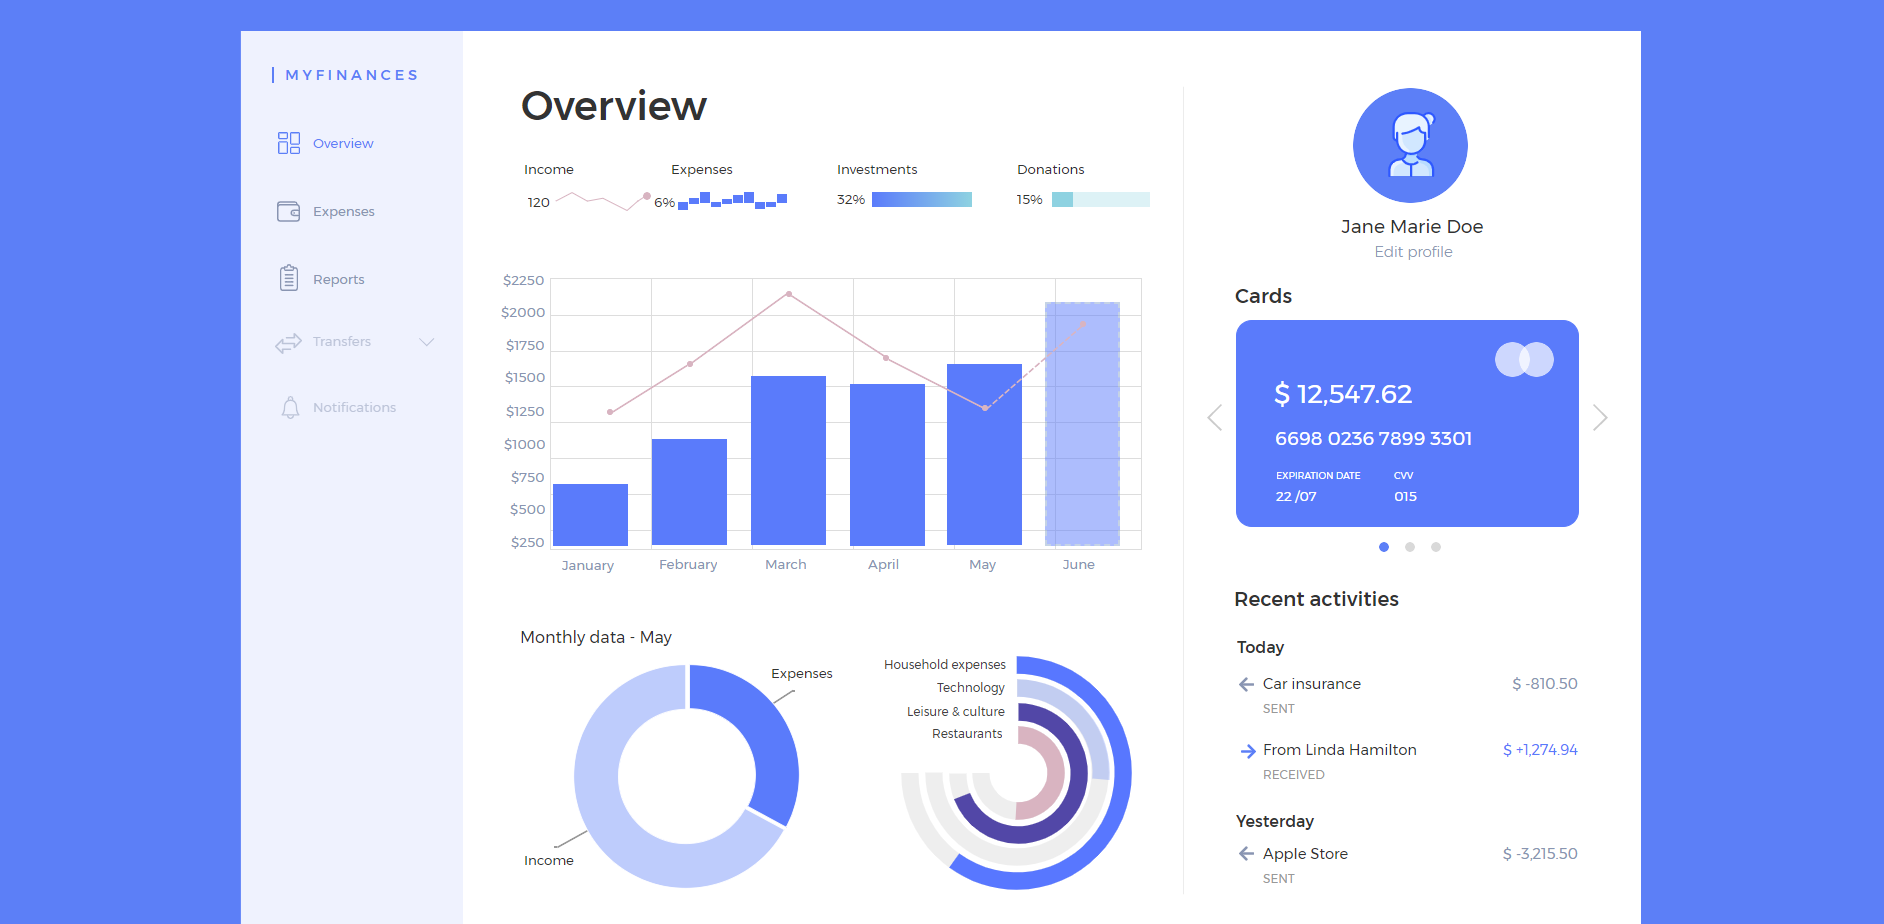 MYFINANCES
Overview
Expenses
Reports
Transfers
Notifications
Overview
Income
120
Expenses
6%
Investments
32%
Donations
15%
$2250
$2000
$1750
$1500
$1250
$1000
$750
$500
$250
January
February
March
April
May
June
Monthly data - May
Expenses
Income
Household expenses
Technology
Leisure & culture
Restaurants
Jane Marie Doe
Edit profile
Cards
$ 12,547.62
6698 0236 7899 3301
EXPIRATION DATE
CVV
22 /07
015
Recent activities
Today
Car insurance
$ -810.50
SENT
From Linda Hamilton
$ +1,274.94
RECEIVED
Yesterday
Apple Store
$ -3,215.50
SENT